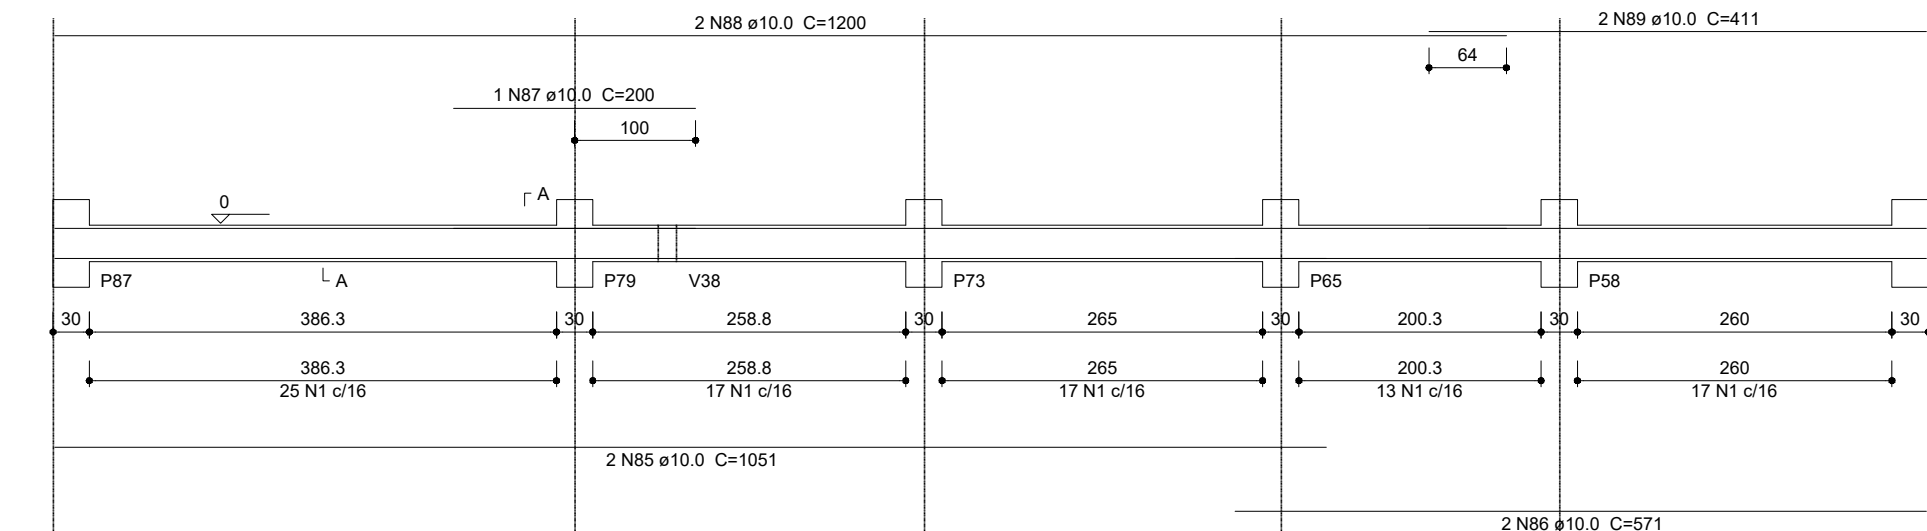 2 N88 ø10.0 C=1200
2 N89 ø10.0 C=411
64
1 N87 ø10.0 C=200
100
0
A
P87
A
P79
V38
P73
P65
P58
30 386.3 30 258.8 30 265 30 200.3 30 260 30
386.3 258.8 265 200.3 260
25 N1 c/16 17 N1 c/16 17 N1 c/16 13 N1 c/16 17 N1 c/16
2 N85 ø10.0 C=1051
2 N86 ø10.0 C=571